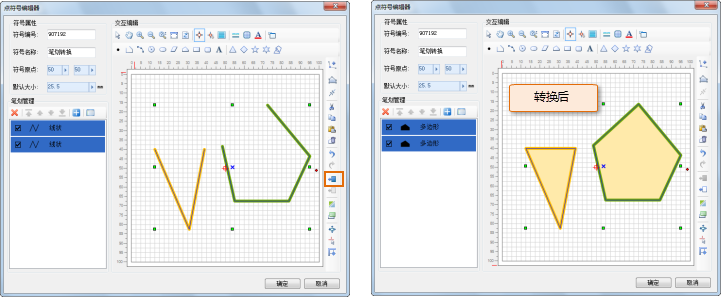 点符号编辑器
符号属性
符号编号: 907192
符号名称: 笔划转换
符号原点: 50 50
默认大小: 25.5 mm
笔划管理
线状
线状
交互编辑
确定 取消
点符号编辑器
符号属性
符号编号: 907192
符号名称: 笔划转换
符号原点: 50 50
默认大小: 25.5 mm
笔划管理
多边形
多边形
交互编辑
转换后
确定 取消